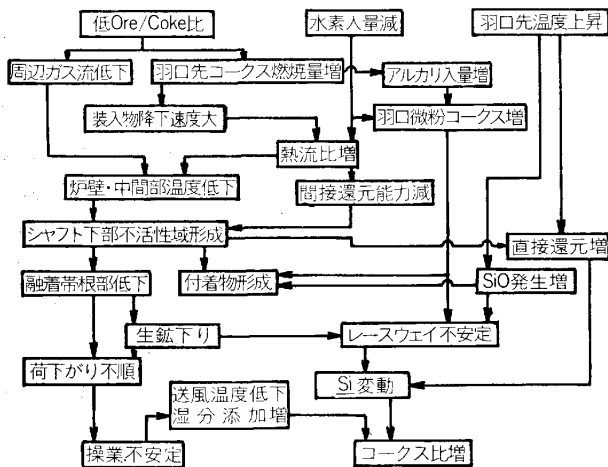 低Ore/Coke比
水素入量減
羽口先温度上昇
周辺ガス流低下
羽口先コークス燃焼量増
アルカリ入量増
装入物降下速度大
羽口微粉コークス増
熱流比増
炉壁・中間部温度低下
間接還元能力減
シャフト下部不活性域形成
直接還元増
融着帯根部低下
付着物形成
SiO発生増
生鉱下り
レースウェイ不安定
荷下がり不順
Si変動
送風温度低下
湿分添加増
操業不安定
コークス比増